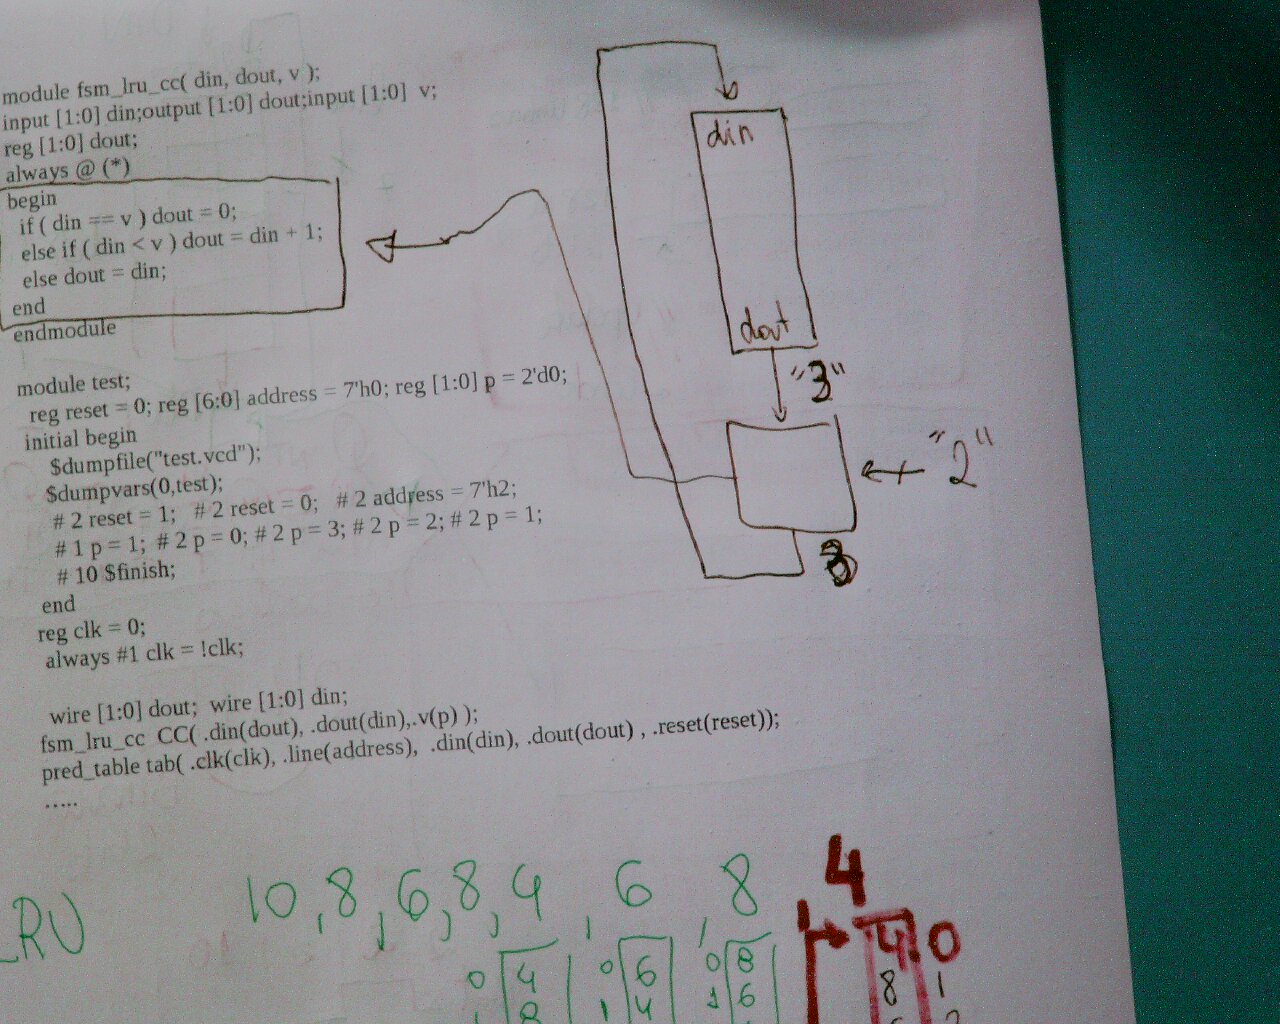 module fsm_lru_cc( din, dout, v );
input [1:0] din;output [1:0] dout;input [1:0]  v;
reg [1:0] dout;
always @ (*)
begin
if ( din == v ) dout = 0;
else if ( din < v ) dout = din + 1;
else dout = din;
end
endmodule
module test;
reg reset = 0; reg [6:0] address = 7'h0; reg [1:0] p = 2'd0;
initial begin
$dumpfile("test.vcd");
$dumpvars(0,test);
# 2 reset = 1;   # 2 reset = 0;   # 2 address = 7'h2;
# 1 p = 1;  # 2 p = 0; # 2 p = 3; # 2 p = 2; # 2 p = 1;
# 10 $finish;
end
reg clk = 0;
always #1 clk = !clk;
wire [1:0] dout;  wire [1:0] din;
fsm_lru_cc  CC( .din(dout), .dout(din),.v(p) );
pred_table tab( .clk(clk), .line(address),  .din(din), .dout(dout) , .reset(reset));
.....
din
dout
"3"
"2"
LRU
10, 8, 6, 8, 4, 6, 8
4
0 4
8
0 6
1 4
0 8
1 6
4 0
8 1